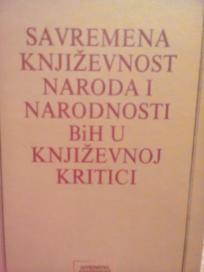 SAVREMENA
KNJIŽEVNOST
NARODA I
NARODNOSTI
BiH U
KNJIŽEVNOJ
KRITICI